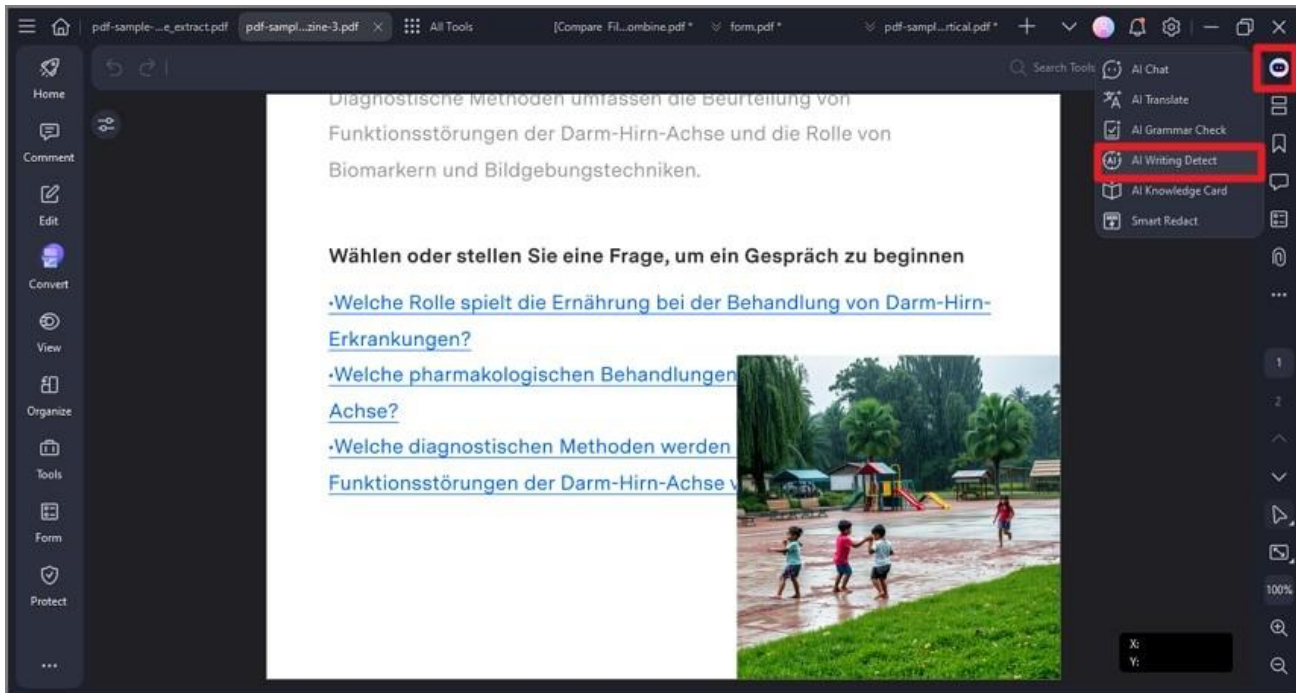 pdf-sample-...e_extract.pdf
pdf-sampl...zine-3.pdf
All Tools
[Compare Fil...ombine.pdf *
form.pdf *
pdf-sampl...rtical.pdf *
Search Tools
Home
Comment
Edit
Convert
View
Organize
Tools
Form
Protect
Diagnostische Methoden umfassen die Beurteilung von
Funktionsstörungen der Darm-Hirn-Achse und die Rolle von
Biomarkern und Bildgebungstechniken.
Wählen oder stellen Sie eine Frage, um ein Gespräch zu beginnen
•Welche Rolle spielt die Ernährung bei der Behandlung von Darm-Hirn-
Erkrankungen?
•Welche pharmakologischen Behandlungen
Achse?
•Welche diagnostischen Methoden werden
Funktionsstörungen der Darm-Hirn-Achse v
AI Chat
AI Translate
AI Grammar Check
AI Writing Detect
AI Knowledge Card
Smart Redact
1
2
100%
X:
Y: